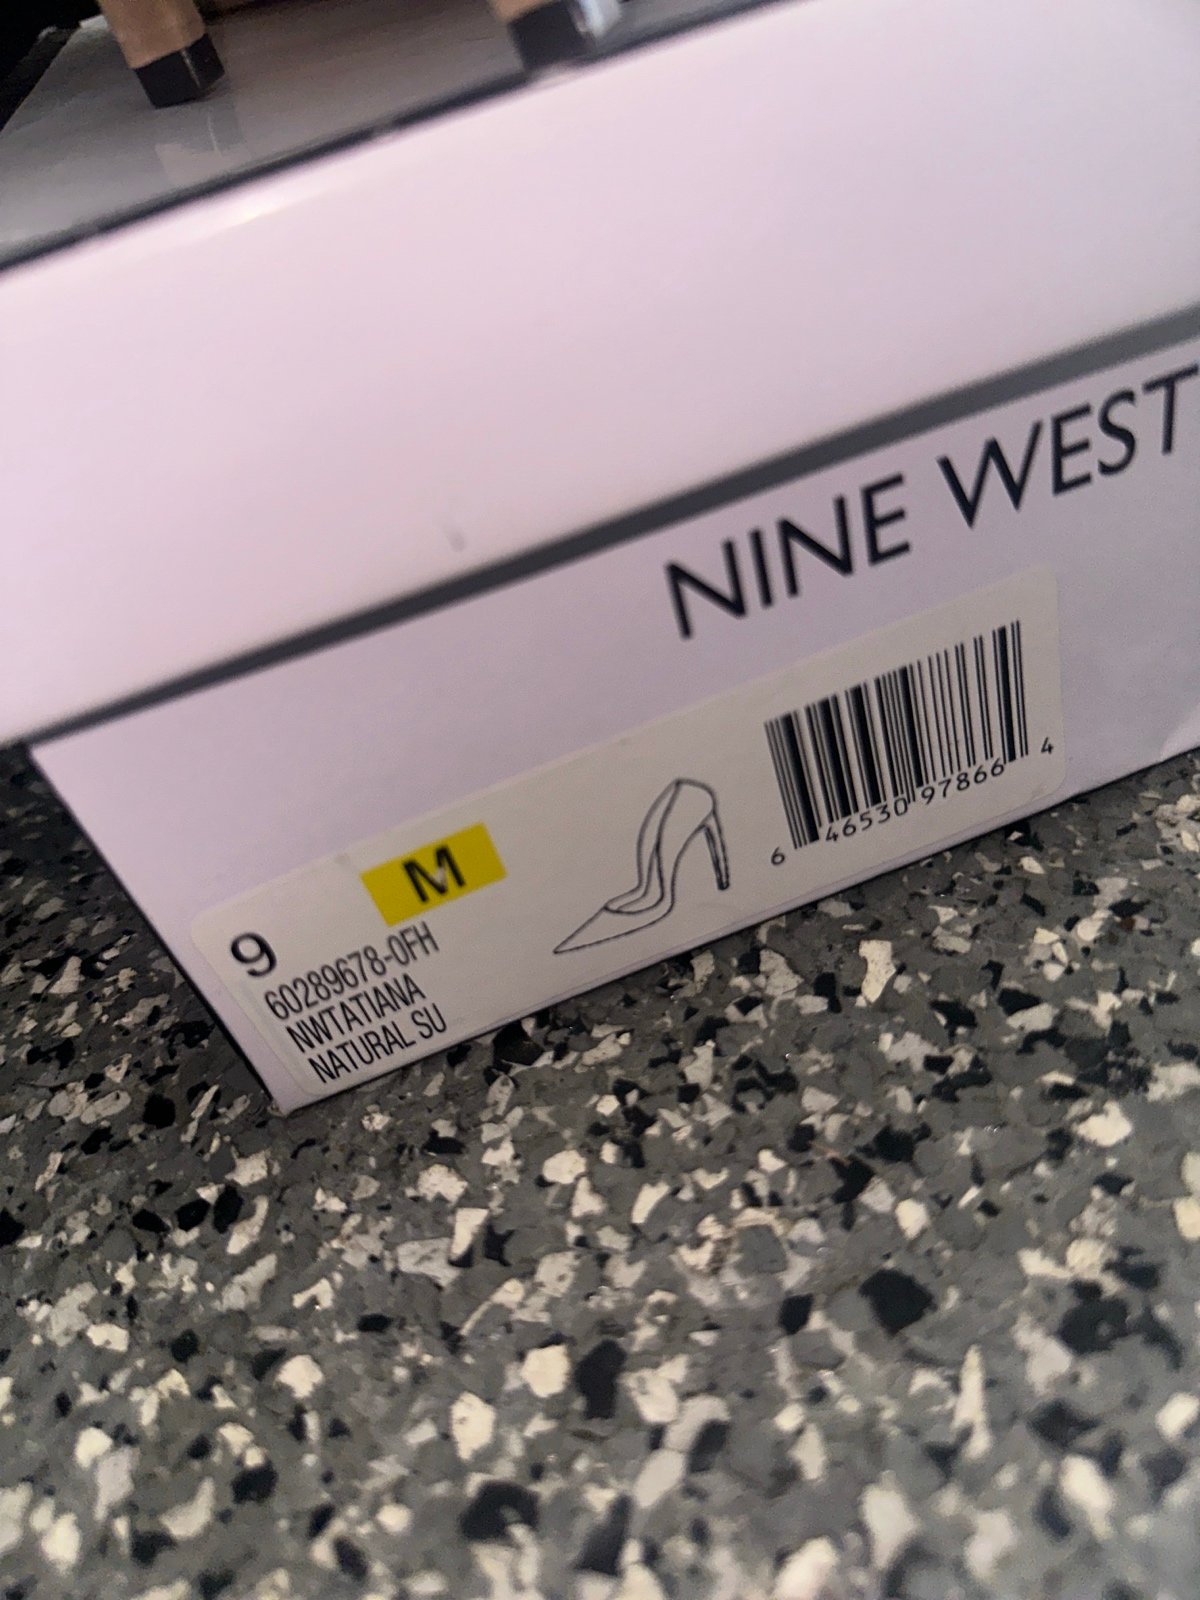 NINE WEST
6 46530 97866 4
9 M
60289678-0FH
NWTATIANA
NATURAL SU